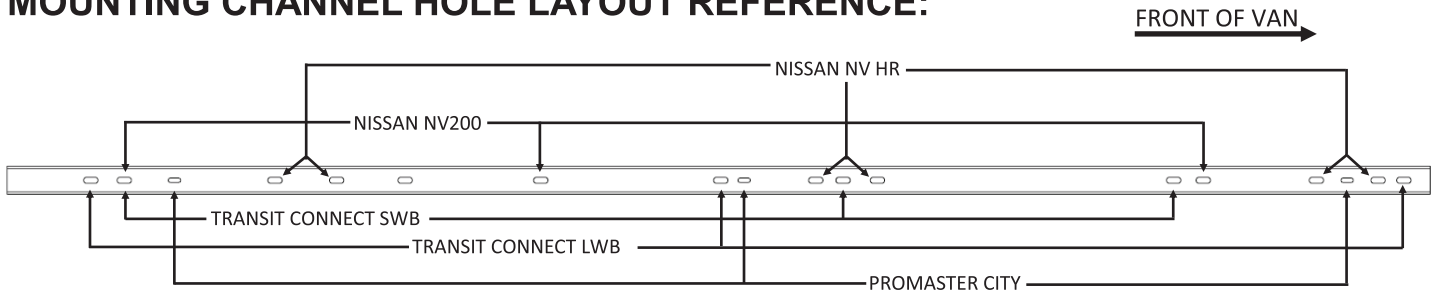 MOUNTING CHANNEL HOLE LAYOUT REFERENCE:
FRONT OF VAN
NISSAN NV HR
NISSAN NV200
TRANSIT CONNECT SWB
TRANSIT CONNECT LWB
PROMASTER CITY